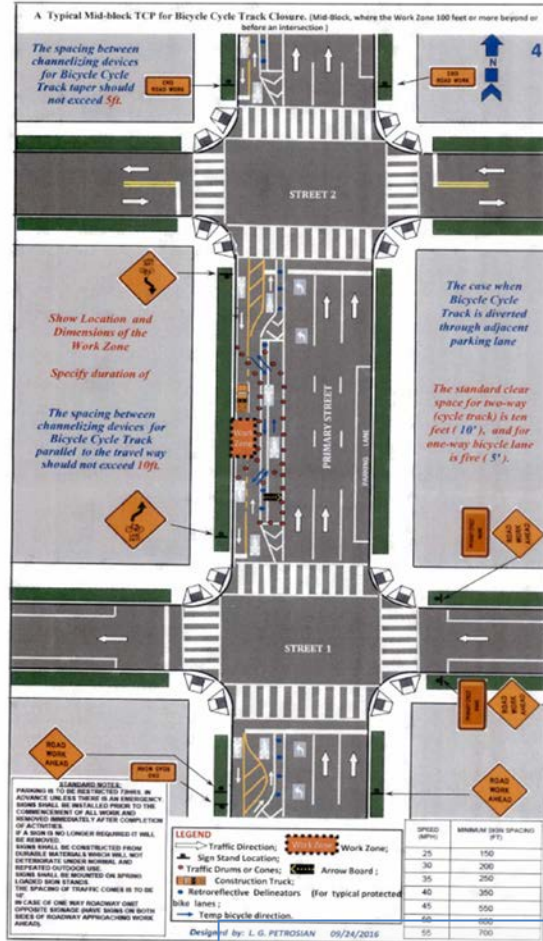 A Typical Mid-block TCP for Bicycle Cycle Track Closure. (Mid-Block, where the Work Zone 100 feet or more beyond or
before an intersection )
The spacing between
channelizing devices
for Bicycle Cycle
Track taper should
not exceed 5ft.
END
ROAD WORK
END
ROAD WORK
N
4
STREET 2
Show Location and
Dimensions of the
Work Zone
Specify duration of
The spacing between
channelizing devices for
Bicycle Cycle Track
parallel to the travel way
should not exceed 10ft.
Work
Zone
PRIMARY STREET
PARKING LANE
The case when
Bicycle Cycle
Track is diverted
through adjacent
parking lane
The standard clear
space for two-way
(cycle track) is ten
feet ( 10' ), and for
one-way bicycle lane
is five ( 5' ).
ROAD
WORK
AHEAD
STREET 1
ROAD
WORK
AHEAD
ROAD
WORK
AHEAD
ROAD
WORK
AHEAD
STANDARD NOTES:
PARKING IS TO BE RESTRICTED 72HRS. IN
ADVANCE UNLESS THERE IS AN EMERGENCY.
SIGNS SHALL BE INSTALLED PRIOR TO THE
COMMENCEMENT OF ALL WORK AND
REMOVED IMMEDIATELY AFTER COMPLETION
OF ACTIVITIES.
IF A SIGN IS NO LONGER REQUIRED IT WILL
BE REMOVED.
SIGNS SHALL BE CONSTRUCTED FROM
DURABLE MATERIALS WHICH WILL NOT
DETERIORATE UNDER NORMAL AND
REPEATED OUTDOOR USE.
SIGNS SHALL BE MOUNTED ON SPRING
LOADED SIGN STANDS.
THE SPACING OF TRAFFIC CONES IS TO BE
10'
IN CASE OF ONE WAY ROADWAY OMIT
OPPOSITE SIGNAGE (HAVE SIGNS ON BOTH
SIDES OF ROADWAY APPROACHING WORK
AHEAD).
LEGEND
Traffic Direction; Work Zone Work Zone;
Sign Stand Location;
Traffic Drums or Cones; Arrow Board ;
Construction Truck;
Retroreflective Delineators (For typical protected
bike lanes ;
Temp bicycle direction.
Designed by: L. G. PETROSIAN 09/24/2016
SPEED (MPH) MINIMUM SIGN SPACING (FT)
25 150
30 200
35 250
40 350
45 550
50 600
55 700